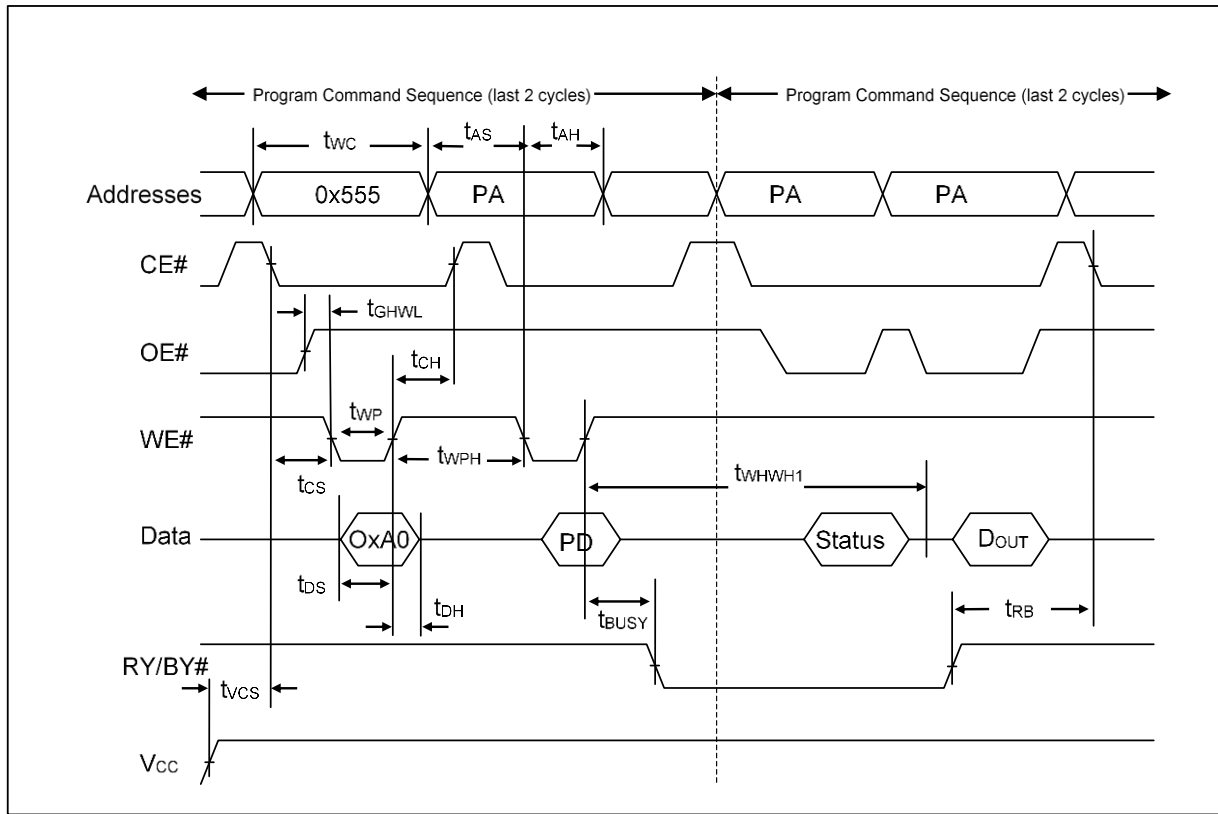 Program Command Sequence (last 2 cycles) Program Command Sequence (last 2 cycles)
tWC tAS tAH
Addresses 0x555 PA PA PA
CE#
tGHWL
OE#
tCH
tWP
WE#
tWPH
tCS tWHWH1
Data OxA0 PD Status DOUT
tDS
tDH tBUSY tRB
RY/BY#
tVCS
VCC